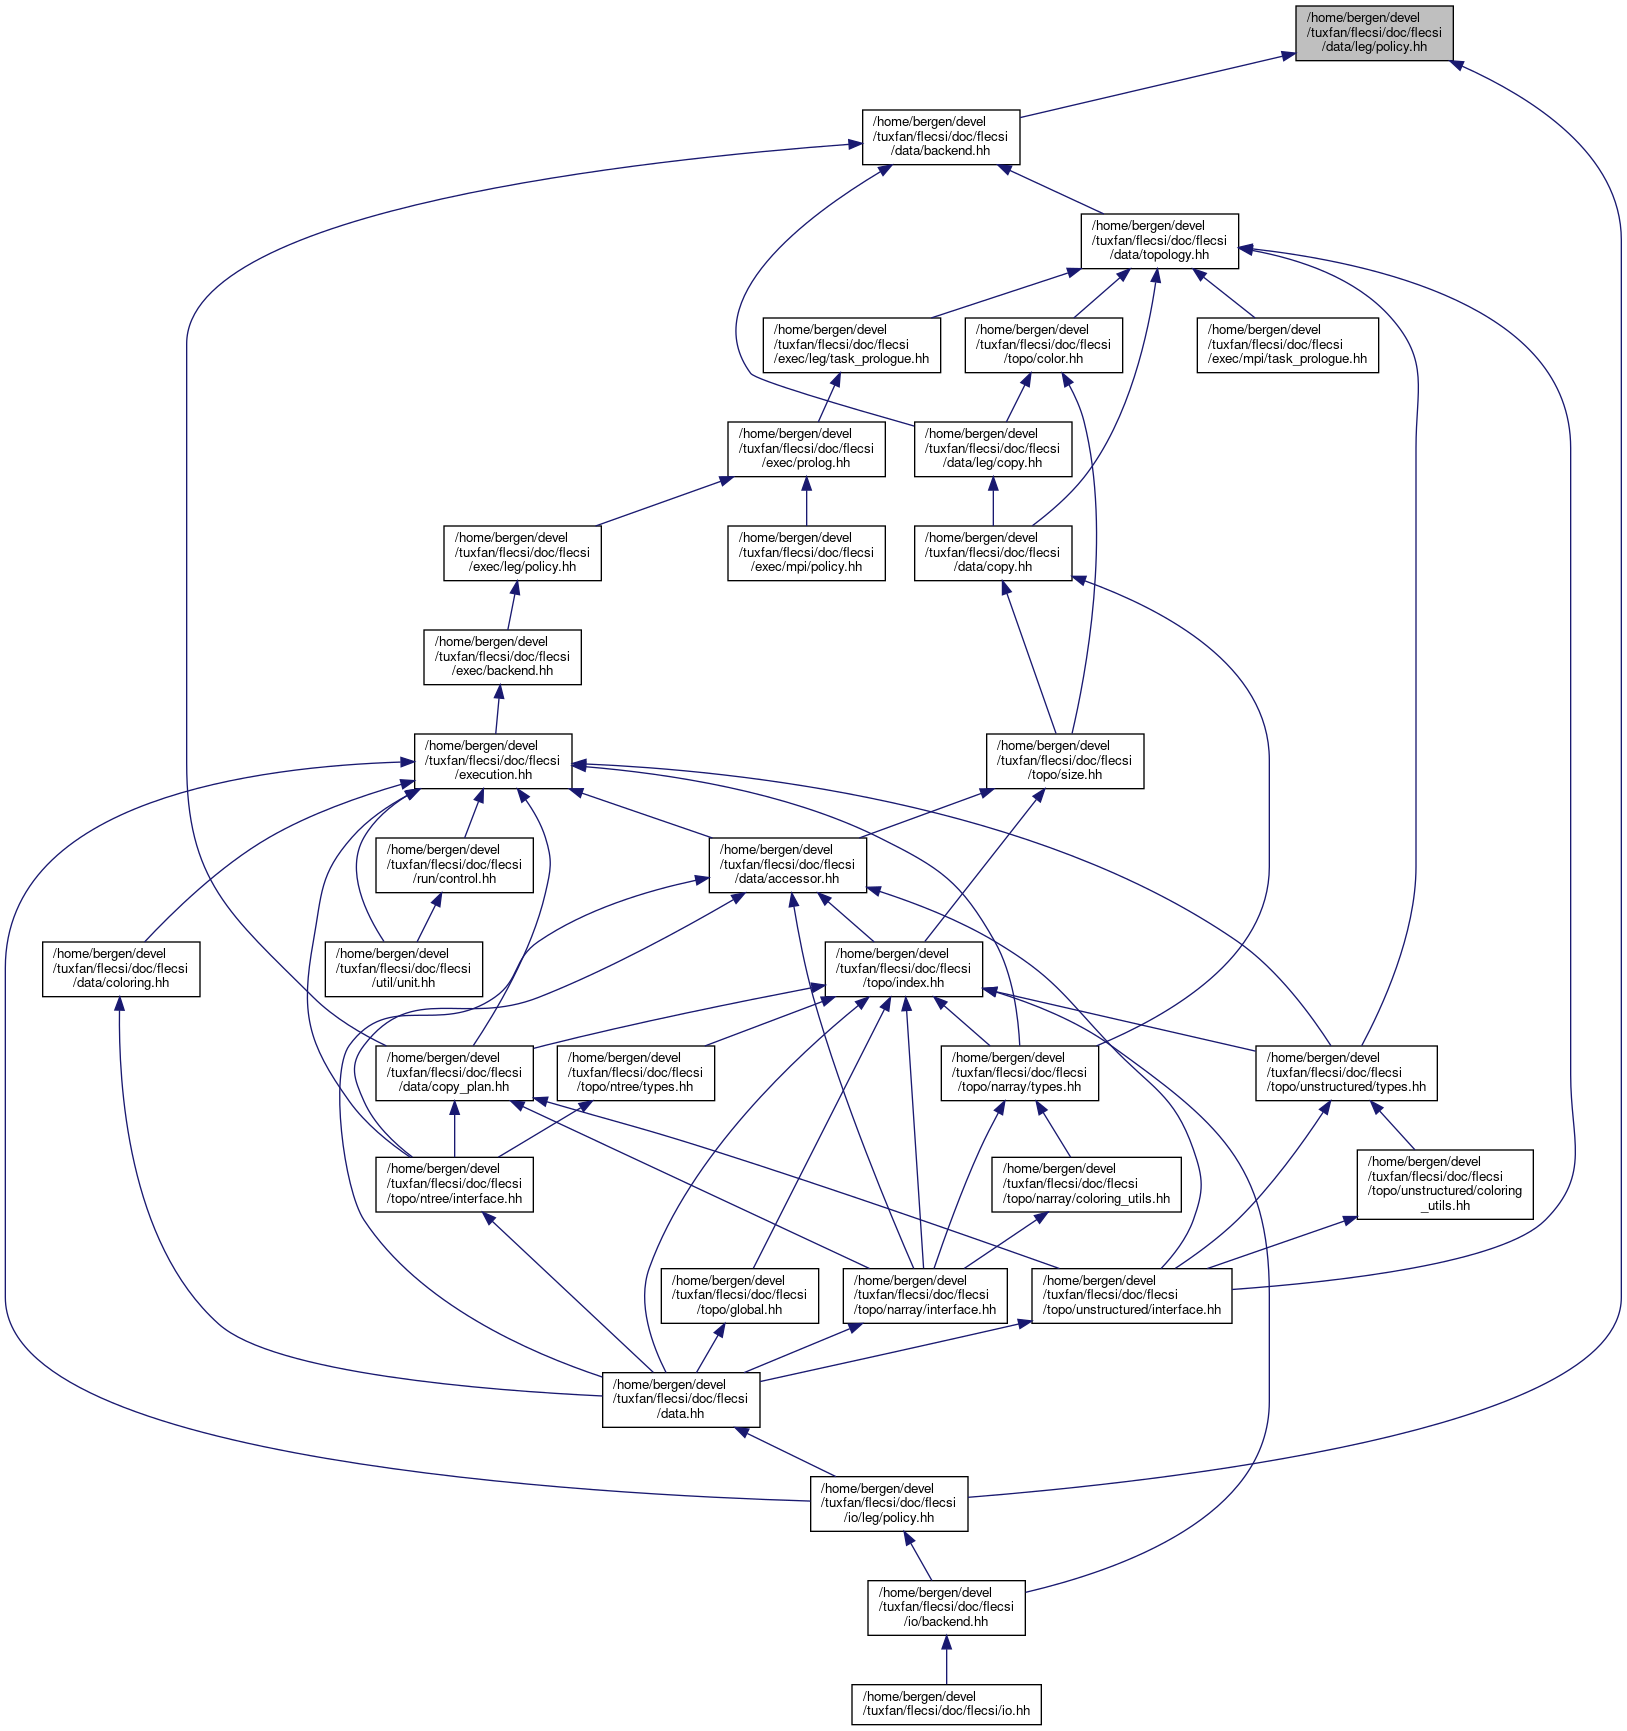 /home/bergen/devel
/tuxfan/flecsi/doc/flecsi
/data/leg/policy.hh
/home/bergen/devel
/tuxfan/flecsi/doc/flecsi
/data/backend.hh
/home/bergen/devel
/tuxfan/flecsi/doc/flecsi
/data/topology.hh
/home/bergen/devel
/tuxfan/flecsi/doc/flecsi
/exec/leg/task_prologue.hh
/home/bergen/devel
/tuxfan/flecsi/doc/flecsi
/topo/color.hh
/home/bergen/devel
/tuxfan/flecsi/doc/flecsi
/exec/mpi/task_prologue.hh
/home/bergen/devel
/tuxfan/flecsi/doc/flecsi
/exec/prolog.hh
/home/bergen/devel
/tuxfan/flecsi/doc/flecsi
/data/leg/copy.hh
/home/bergen/devel
/tuxfan/flecsi/doc/flecsi
/exec/leg/policy.hh
/home/bergen/devel
/tuxfan/flecsi/doc/flecsi
/exec/mpi/policy.hh
/home/bergen/devel
/tuxfan/flecsi/doc/flecsi
/data/copy.hh
/home/bergen/devel
/tuxfan/flecsi/doc/flecsi
/exec/backend.hh
/home/bergen/devel
/tuxfan/flecsi/doc/flecsi
/execution.hh
/home/bergen/devel
/tuxfan/flecsi/doc/flecsi
/topo/size.hh
/home/bergen/devel
/tuxfan/flecsi/doc/flecsi
/run/control.hh
/home/bergen/devel
/tuxfan/flecsi/doc/flecsi
/data/accessor.hh
/home/bergen/devel
/tuxfan/flecsi/doc/flecsi
/data/coloring.hh
/home/bergen/devel
/tuxfan/flecsi/doc/flecsi
/util/unit.hh
/home/bergen/devel
/tuxfan/flecsi/doc/flecsi
/topo/index.hh
/home/bergen/devel
/tuxfan/flecsi/doc/flecsi
/data/copy_plan.hh
/home/bergen/devel
/tuxfan/flecsi/doc/flecsi
/topo/ntree/types.hh
/home/bergen/devel
/tuxfan/flecsi/doc/flecsi
/topo/narray/types.hh
/home/bergen/devel
/tuxfan/flecsi/doc/flecsi
/topo/unstructured/types.hh
/home/bergen/devel
/tuxfan/flecsi/doc/flecsi
/topo/ntree/interface.hh
/home/bergen/devel
/tuxfan/flecsi/doc/flecsi
/topo/narray/coloring_utils.hh
/home/bergen/devel
/tuxfan/flecsi/doc/flecsi
/topo/unstructured/coloring
_utils.hh
/home/bergen/devel
/tuxfan/flecsi/doc/flecsi
/topo/global.hh
/home/bergen/devel
/tuxfan/flecsi/doc/flecsi
/topo/narray/interface.hh
/home/bergen/devel
/tuxfan/flecsi/doc/flecsi
/topo/unstructured/interface.hh
/home/bergen/devel
/tuxfan/flecsi/doc/flecsi
/data.hh
/home/bergen/devel
/tuxfan/flecsi/doc/flecsi
/io/leg/policy.hh
/home/bergen/devel
/tuxfan/flecsi/doc/flecsi
/io/backend.hh
/home/bergen/devel
/tuxfan/flecsi/doc/flecsi/io.hh